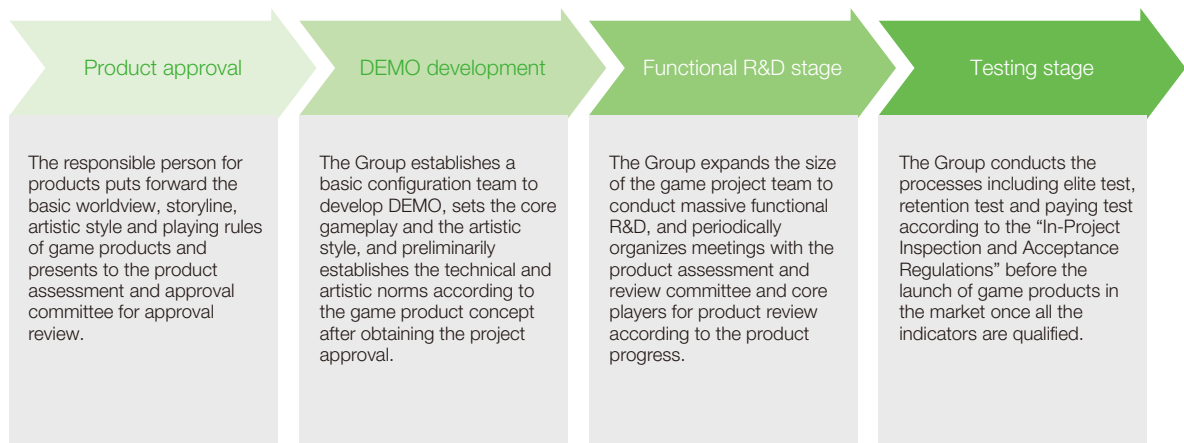 Product approval
The responsible person for
products puts forward the
basic worldview, storyline,
artistic style and playing rules
of game products and
presents to the product
assessment and approval
committee for approval
review.
DEMO development
The Group establishes a
basic configuration team to
develop DEMO, sets the core
gameplay and the artistic
style, and preliminarily
establishes the technical and
artistic norms according to
the game product concept
after obtaining the project
approval.
Functional R&D stage
The Group expands the size
of the game project team to
conduct massive functional
R&D, and periodically
organizes meetings with the
product assessment and
review committee and core
players for product review
according to the product
progress.
Testing stage
The Group conducts the
processes including elite test,
retention test and paying test
according to the “In-Project
Inspection and Acceptance
Regulations” before the
launch of game products in
the market once all the
indicators are qualified.